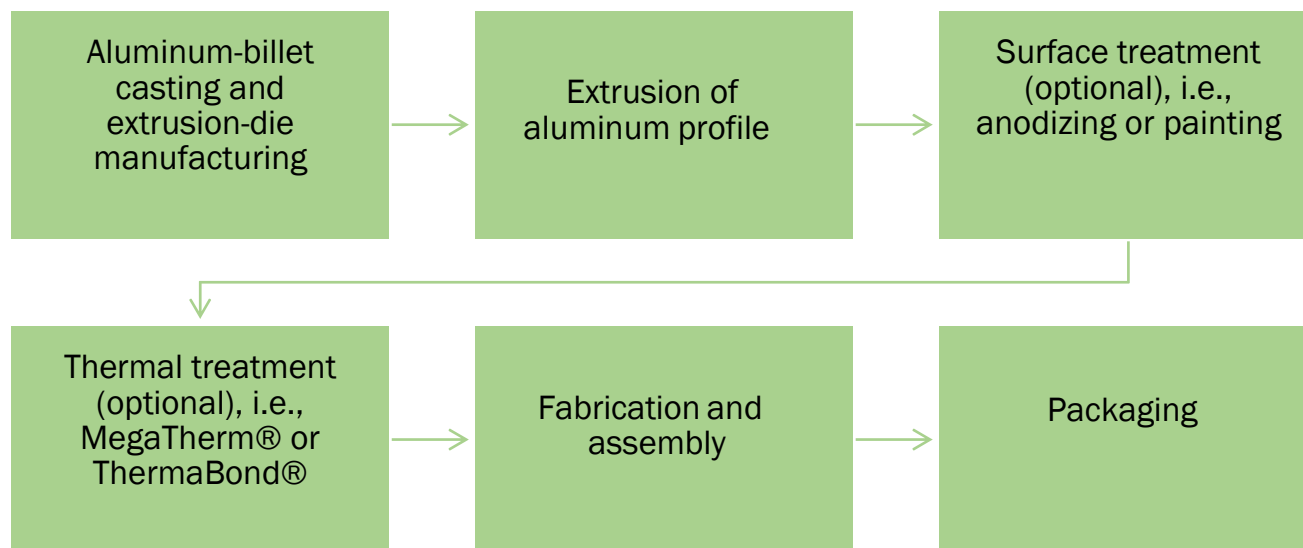 Aluminum-billet
casting and
extrusion-die
manufacturing
Extrusion of
aluminum profile
Surface treatment
(optional), i.e.,
anodizing or painting
Thermal treatment
(optional), i.e.,
MegaTherm® or
ThermaBond®
Fabrication and
assembly
Packaging